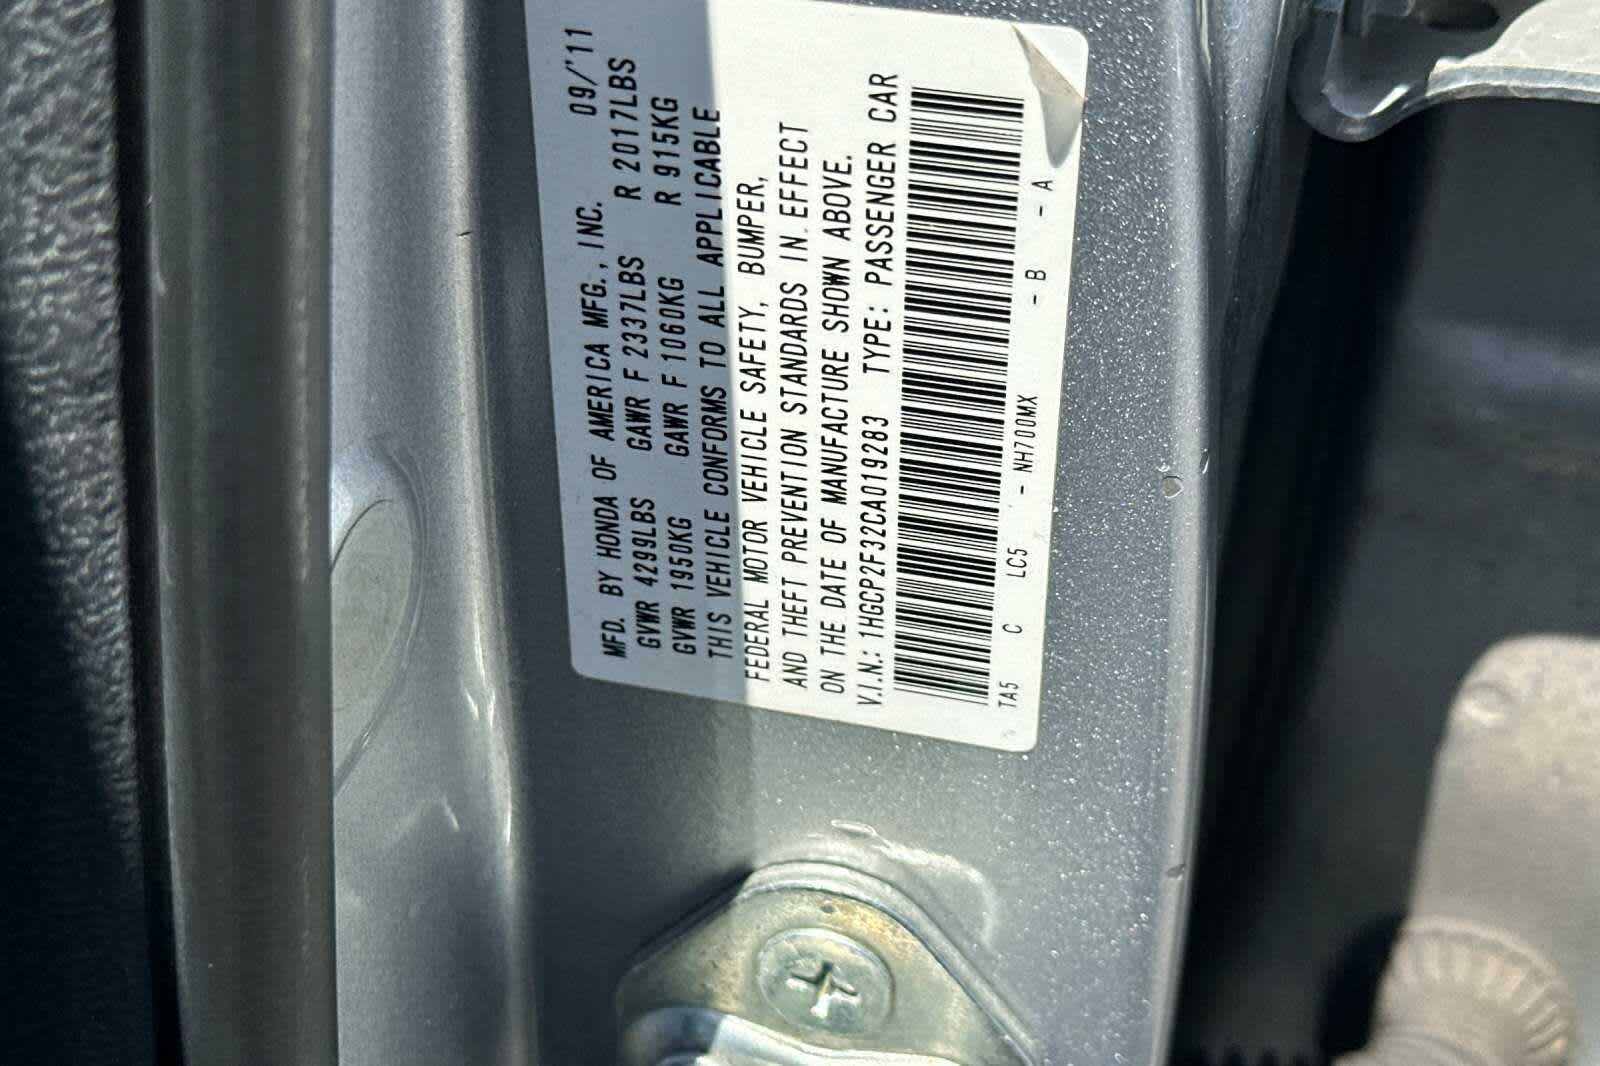 MFD. BY HONDA OF AMERICA MFG., INC. 09/'11
GVWR 4299LBS GAWR F 2337LBS R 2017LBS
GVWR 1950KG GAWR F 1060KG R 915KG
THIS VEHICLE CONFORMS TO ALL APPLICABLE
FEDERAL MOTOR VEHICLE SAFETY, BUMPER,
AND THEFT PREVENTION STANDARDS IN EFFECT
ON THE DATE OF MANUFACTURE SHOWN ABOVE.
V.I.N.: 1HGCP2F32CA019283 TYPE: PASSENGER CAR
TA5 C LC5 - NH700MX - B - A